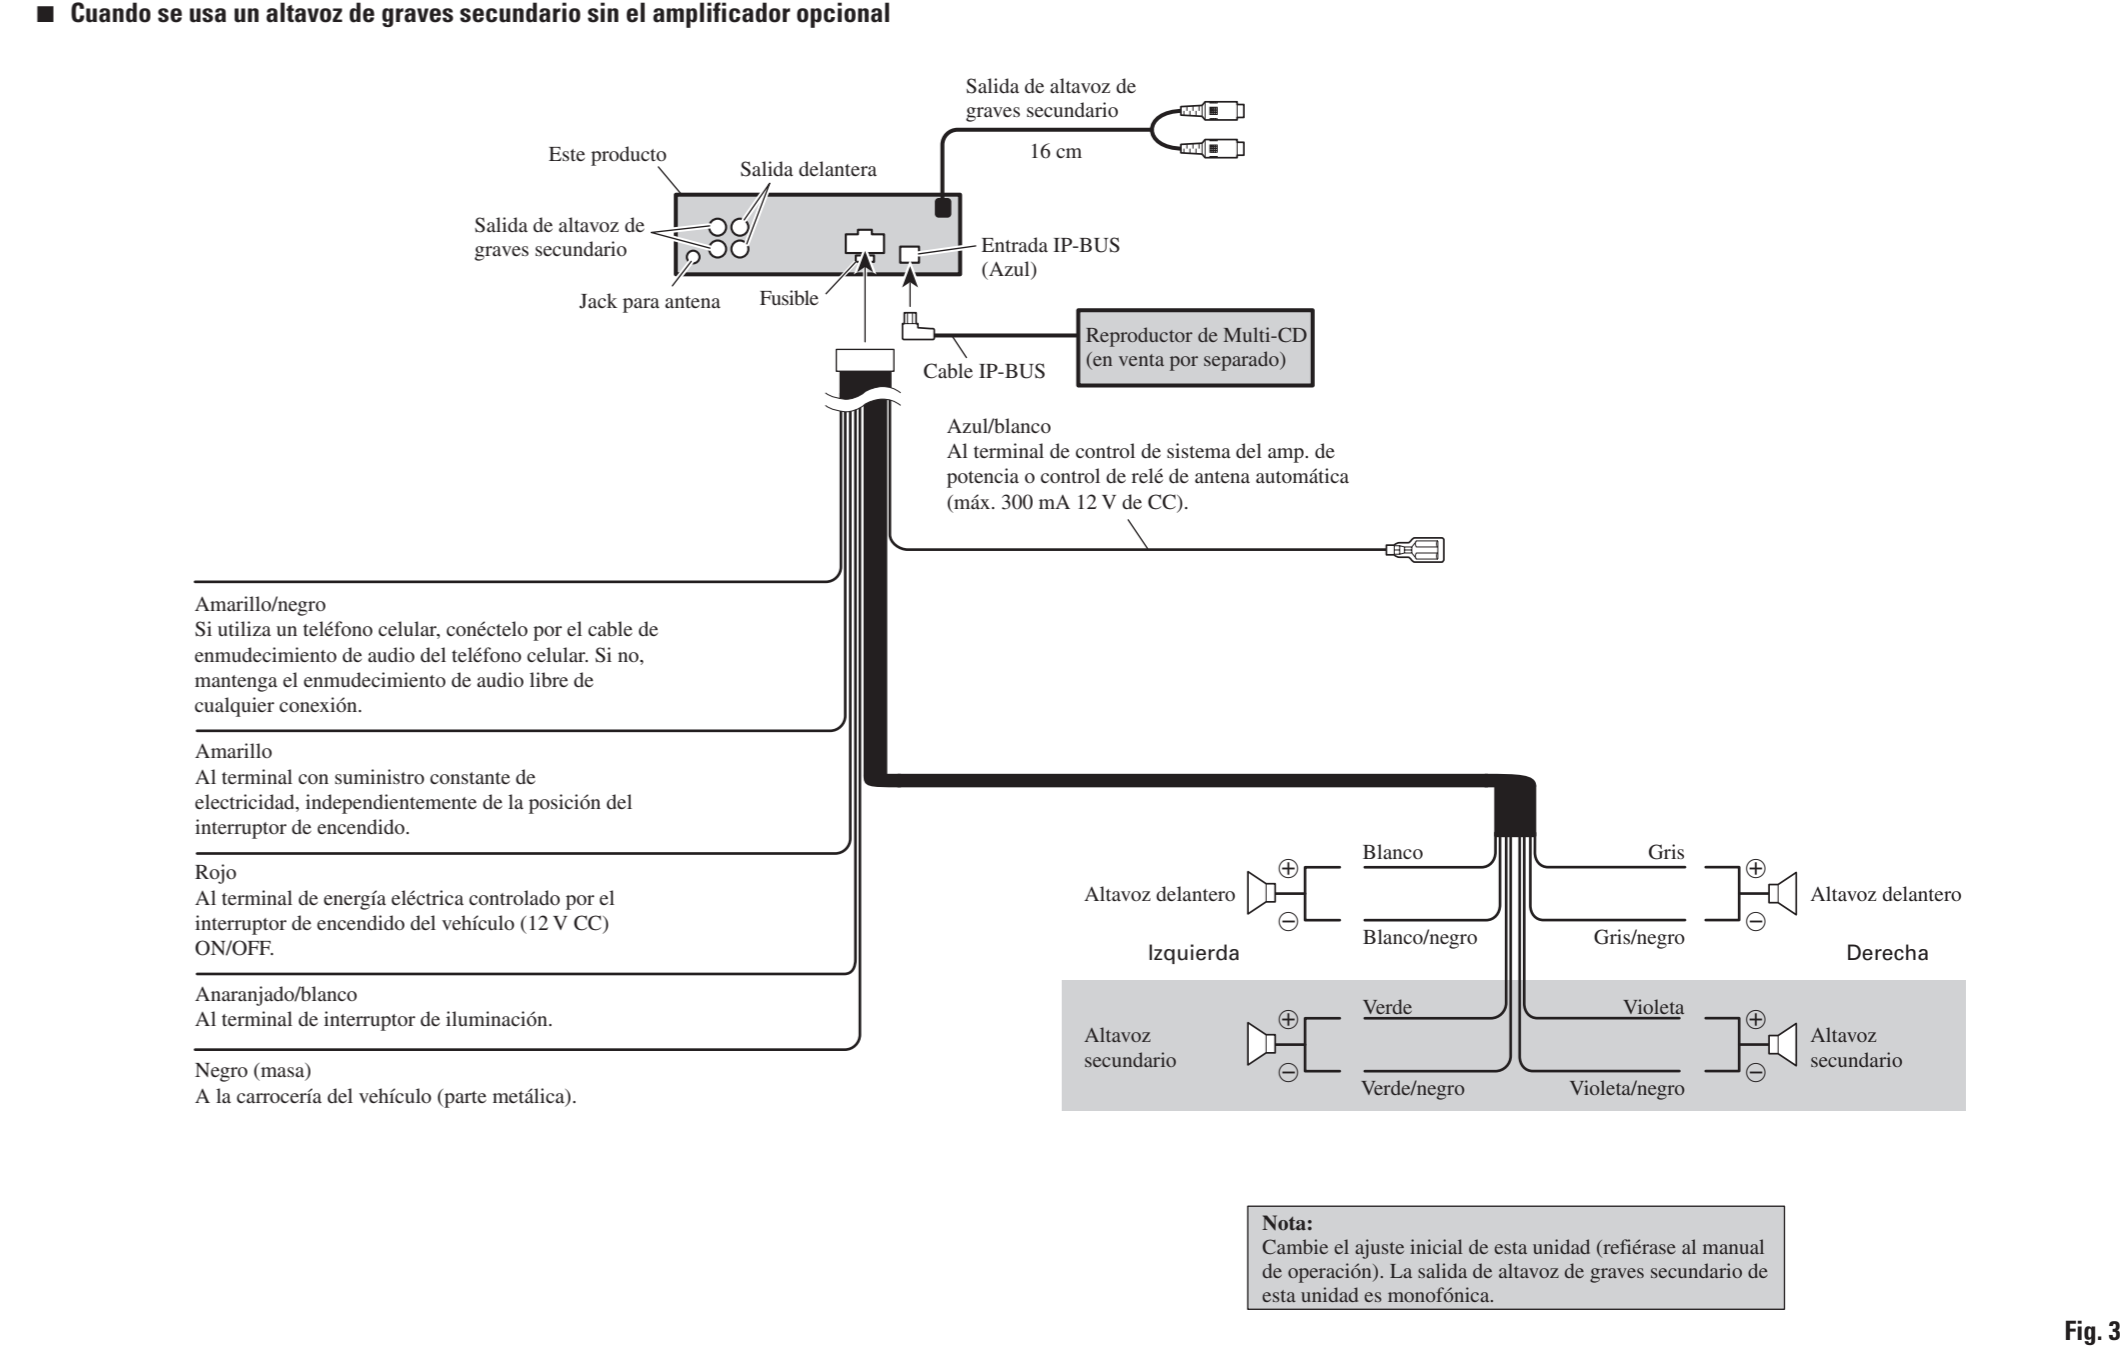 ■ Cuando se usa un altavoz de graves secundario sin el amplificador opcional
Salida de altavoz de
graves secundario
16 cm
Este producto
Salida delantera
Salida de altavoz de
graves secundario
Entrada IP-BUS
(Azul)
Jack para antena
Fusible
Reproductor de Multi-CD
(en venta por separado)
Cable IP-BUS
Azul/blanco
Al terminal de control de sistema del amp. de
potencia o control de relé de antena automática
(máx. 300 mA 12 V de CC).
Amarillo/negro
Si utiliza un teléfono celular, conéctelo por el cable de
enmudecimiento de audio del teléfono celular. Si no,
mantenga el enmudecimiento de audio libre de
cualquier conexión.
Amarillo
Al terminal con suministro constante de
electricidad, independientemente de la posición del
interruptor de encendido.
Rojo
Al terminal de energía eléctrica controlado por el
interruptor de encendido del vehículo (12 V CC)
ON/OFF.
Anaranjado/blanco
Al terminal de interruptor de iluminación.
Negro (masa)
A la carrocería del vehículo (parte metálica).
Blanco
Gris
⊕
⊕
Altavoz delantero
Altavoz delantero
⊖
⊖
Blanco/negro
Gris/negro
Izquierda
Derecha
Verde
Violeta
⊕
⊕
Altavoz
secundario
Altavoz
secundario
⊖
⊖
Verde/negro
Violeta/negro
Nota:
Cambie el ajuste inicial de esta unidad (refiérase al manual
de operación). La salida de altavoz de graves secundario de
esta unidad es monofónica.
Fig. 3